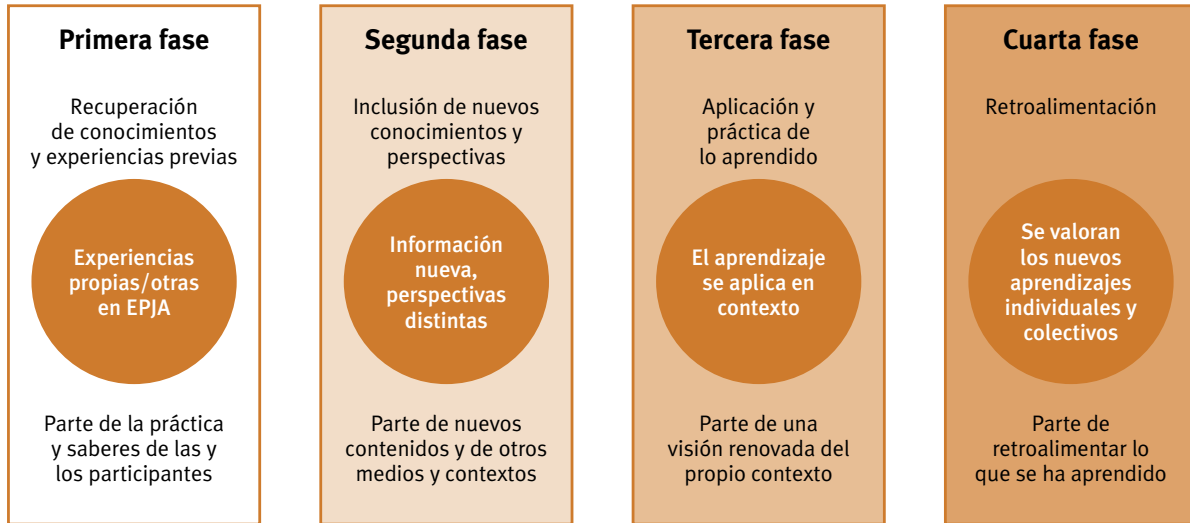 Primera fase
Recuperación
de conocimientos
y experiencias previas
Experiencias
propias/otras
en EPJA
Parte de la práctica
y saberes de las y
los participantes
Segunda fase
Inclusión de nuevos
conocimientos y
perspectivas
Información
nueva,
perspectivas
distintas
Parte de nuevos
contenidos y de otros
medios y contextos
Tercera fase
Aplicación y
práctica de
lo aprendido
El aprendizaje
se aplica en
contexto
Parte de una
visión renovada del
propio contexto
Cuarta fase
Retroalimentación
Se valoran
los nuevos
aprendizajes
individuales y
colectivos
Parte de
retroalimentar lo
que se ha aprendido